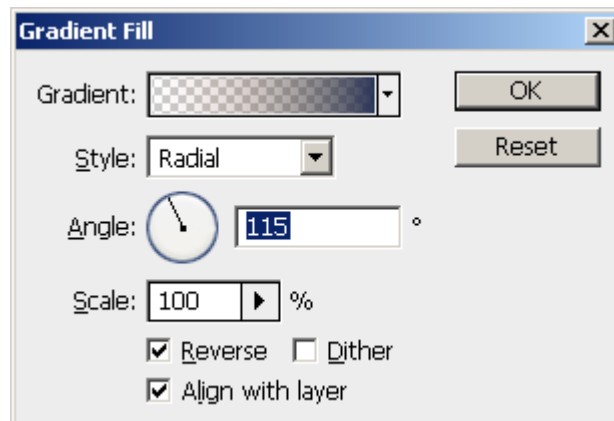 Gradient Fill
Gradient: OK
Style: Radial Reset
Angle: 115 °
Scale: 100 %
Reverse Dither
Align with layer